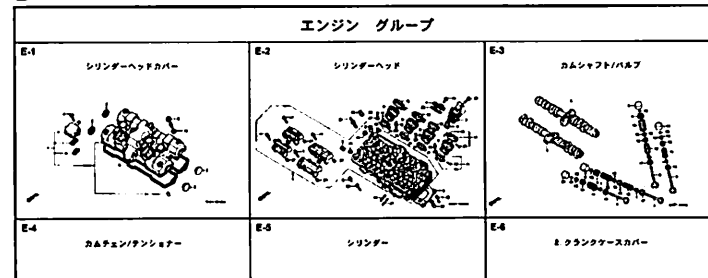 エンジン グループ
E-1
シリンダーヘッドカバー
E-2
シリンダーヘッド
E-3
カムシャフト/バルブ
E-4
カムチェン/テンショナー
E-5
シリンダー
E-6
R.クランクケースカバー